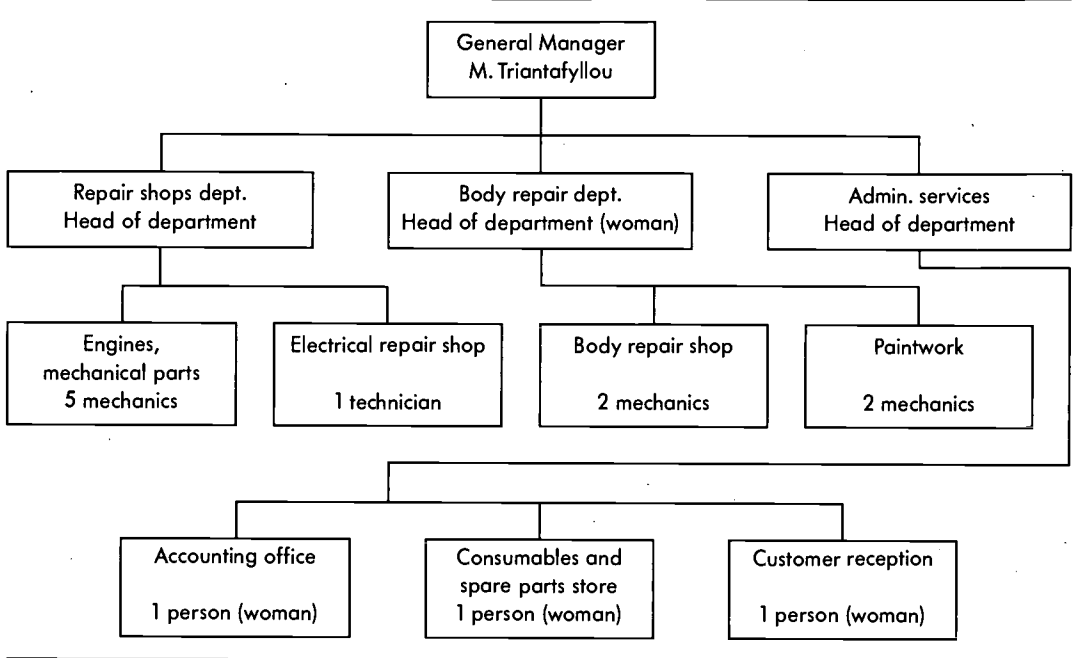 General Manager
M. Triantafyllou
Repair shops dept.
Head of department
Body repair dept.
Head of department (woman)
Admin. services
Head of department
Engines,
mechanical parts
5 mechanics
Electrical repair shop
1 technician
Body repair shop
2 mechanics
Paintwork
2 mechanics
Accounting office
1 person (woman)
Consumables and
spare parts store
1 person (woman)
Customer reception
1 person (woman)